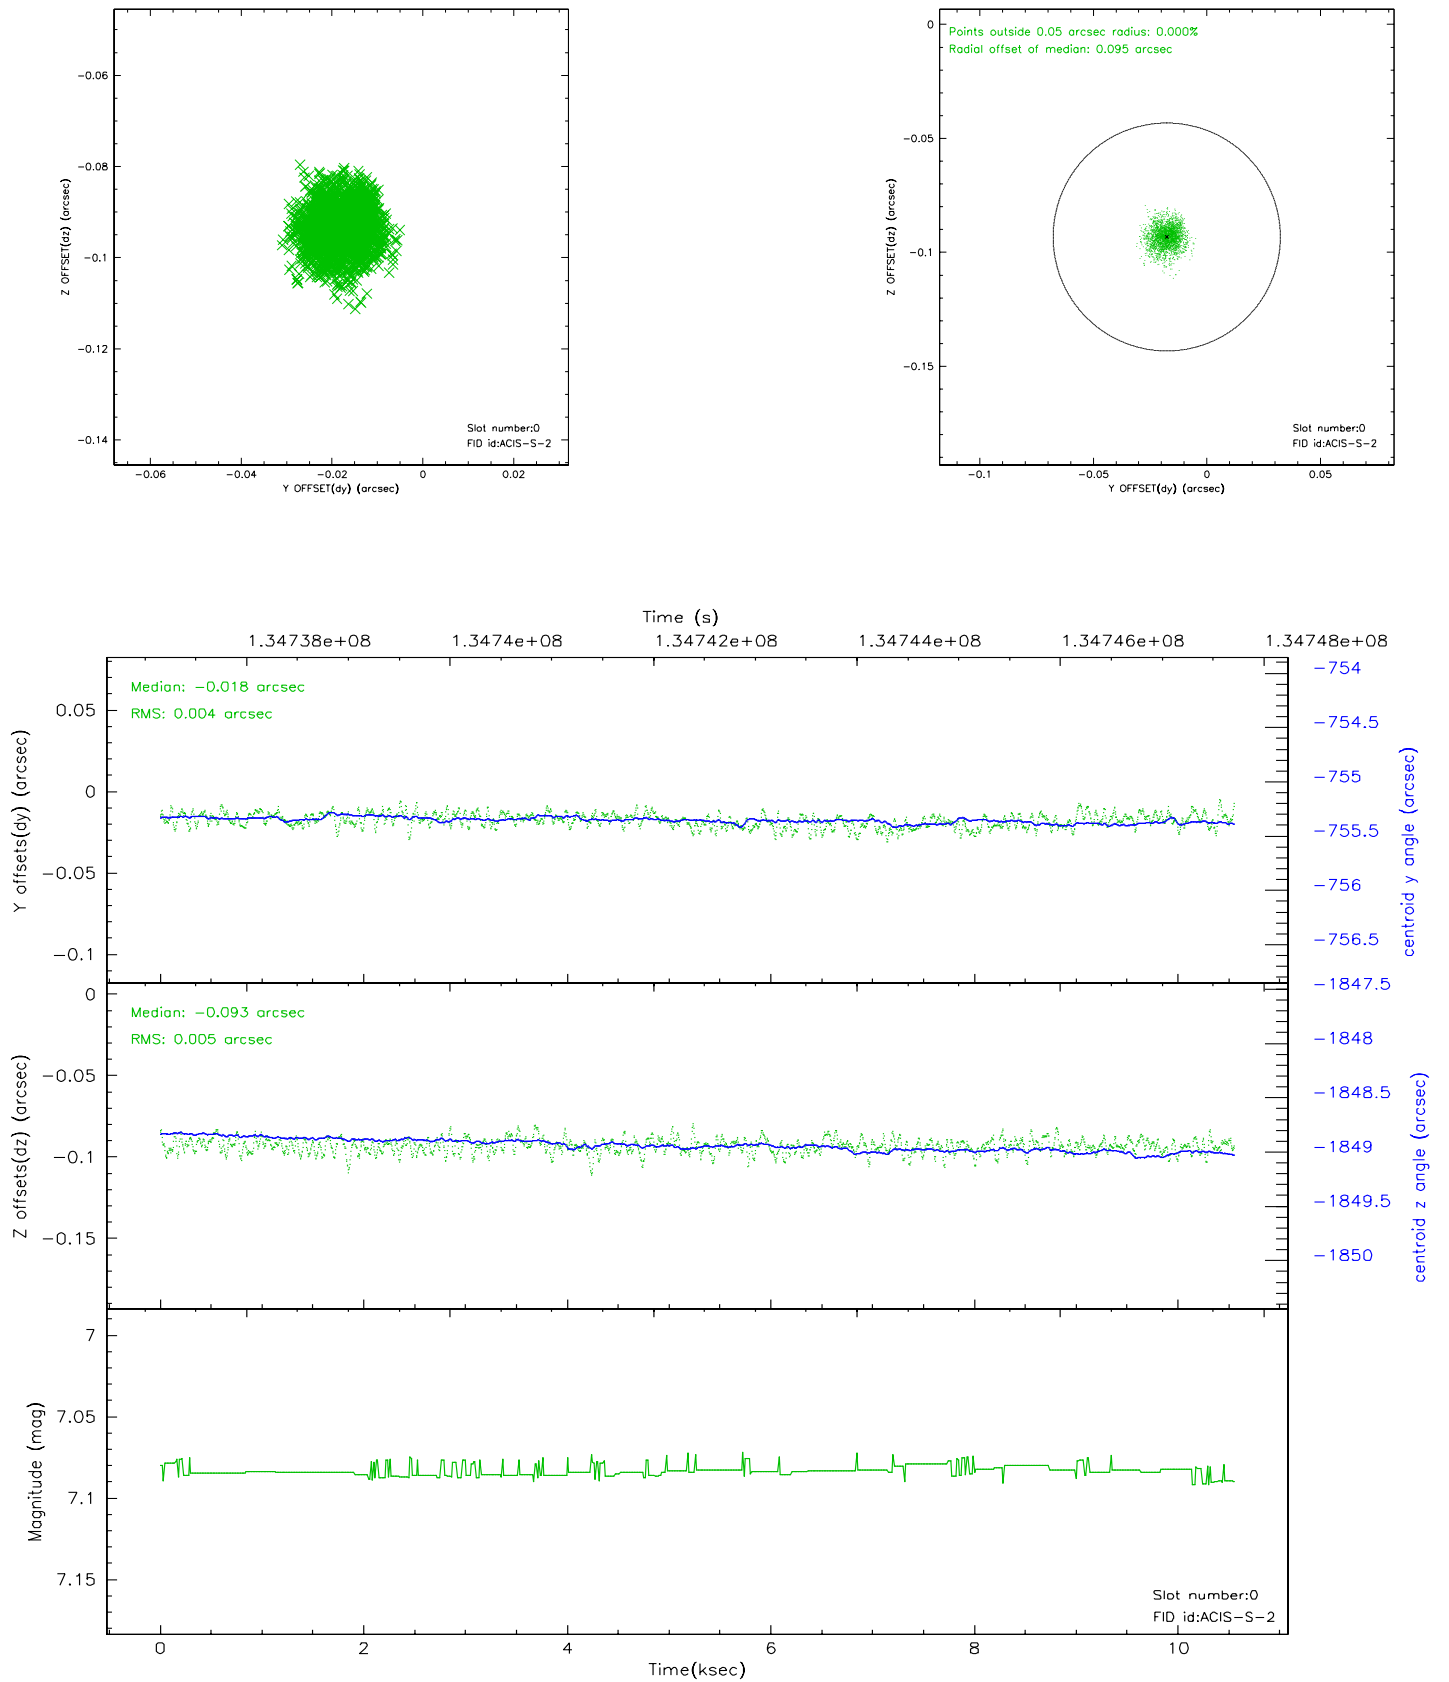 −0.06
−0.08
−0.1
−0.12
−0.14
Z OFFSET(dz) (arcsec)
Slot number:0
FID id:ACIS−S−2
−0.06 −0.04 −0.02 0 0.02
Y OFFSET(dy) (arcsec)
Points outside 0.05 arcsec radius: 0.000%
Radial offset of median: 0.095 arcsec
0
−0.05
−0.1
−0.15
Z OFFSET(dz) (arcsec)
Slot number:0
FID id:ACIS−S−2
−0.1 −0.05 0 0.05
Y OFFSET(dy) (arcsec)
Time (s)
1.34738e+08 1.3474e+08 1.34742e+08 1.34744e+08 1.34746e+08 1.34748e+08
Median: −0.018 arcsec
RMS: 0.004 arcsec
0.05
0
−0.05
−0.1
Y offsets(dy) (arcsec)
−754
−754.5
−755
−755.5
−756
−756.5
centroid y angle (arcsec)
Median: −0.093 arcsec
RMS: 0.005 arcsec
0
−0.05
−0.1
−0.15
Z offsets(dz) (arcsec)
−1847.5
−1848
−1848.5
−1849
−1849.5
−1850
centroid z angle (arcsec)
7
7.05
7.1
7.15
Magnitude (mag)
Slot number:0
FID id:ACIS−S−2
0 2 4 6 8 10
Time(ksec)